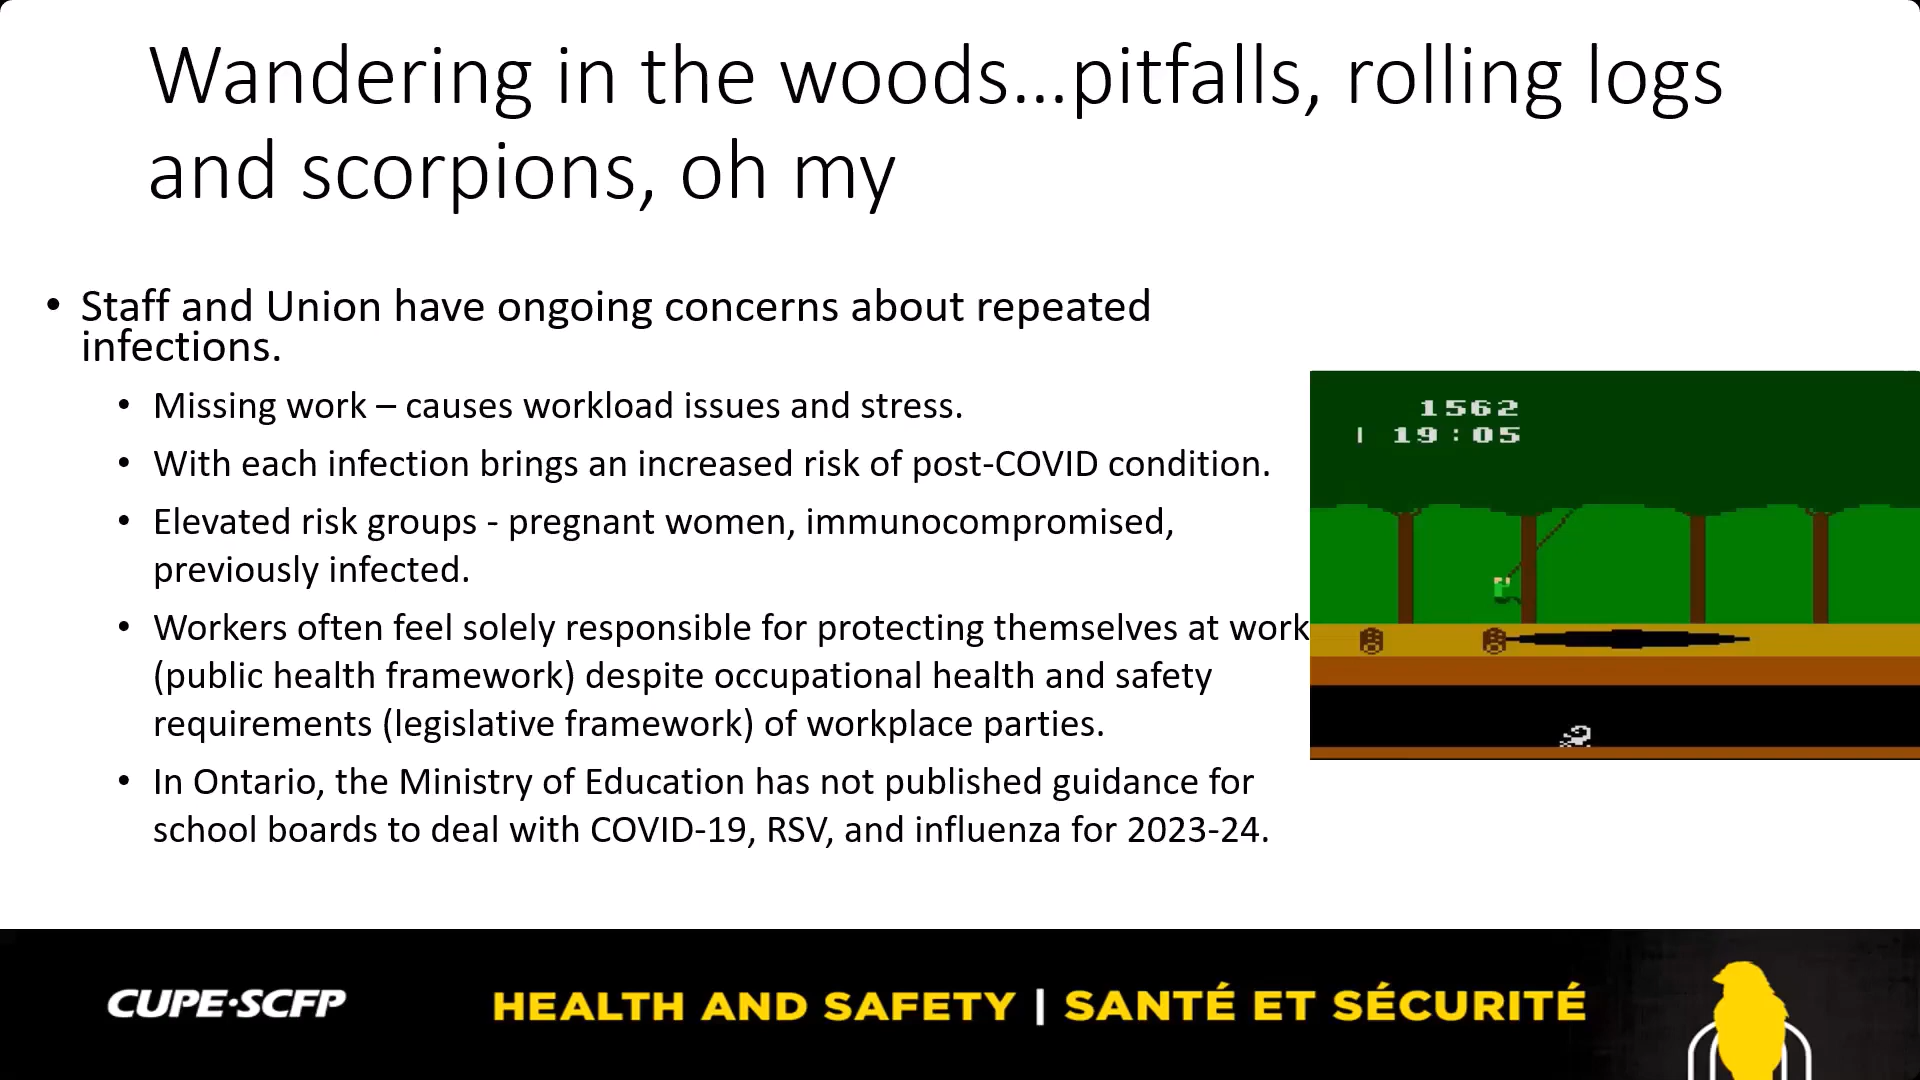 Wandering in the woods...pitfalls, rolling logs
and scorpions, oh my
• Staff and Union have ongoing concerns about repeated
infections.
• Missing work – causes workload issues and stress.
• With each infection brings an increased risk of post-COVID condition.
• Elevated risk groups - pregnant women, immunocompromised,
previously infected.
• Workers often feel solely responsible for protecting themselves at work
(public health framework) despite occupational health and safety
requirements (legislative framework) of workplace parties.
• In Ontario, the Ministry of Education has not published guidance for
school boards to deal with COVID-19, RSV, and influenza for 2023-24.
1562
| 19:05
CUPE·SCFP
HEALTH AND SAFETY | SANTÉ ET SÉCURITÉ